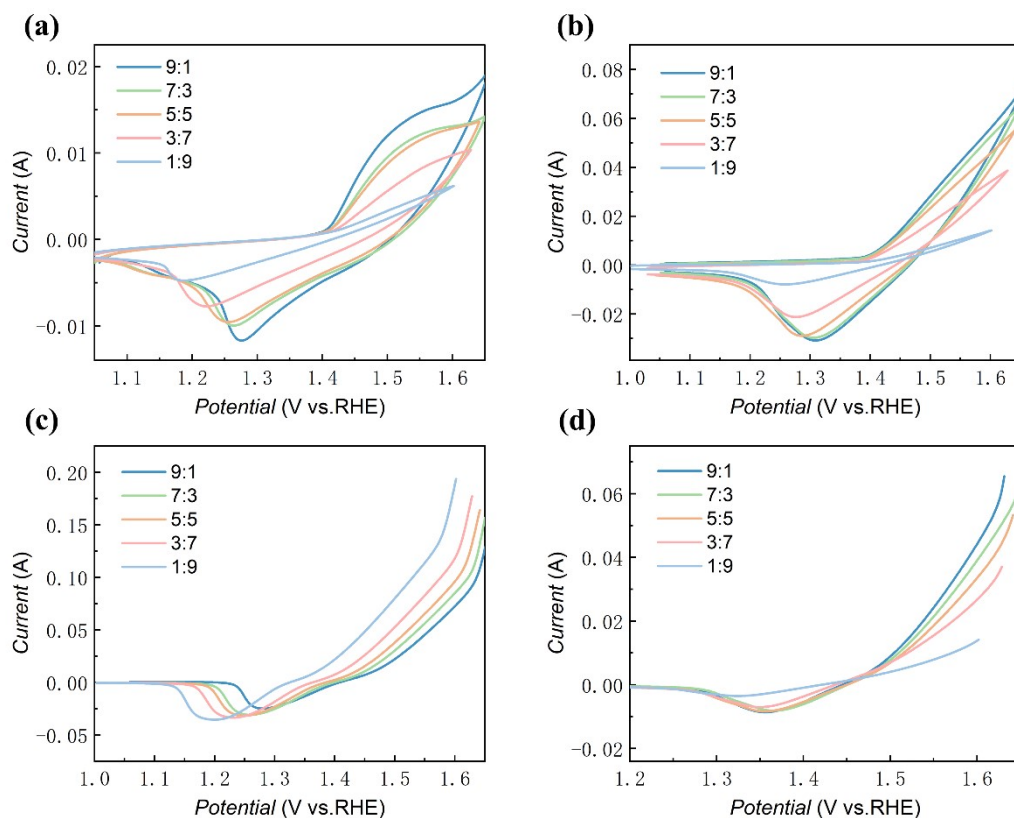 (a)
0.02
0.01
0.00
-0.01
Current (A)
9:1
7:3
5:5
3:7
1:9
1.1 1.2 1.3 1.4 1.5 1.6
Potential (V vs.RHE)
(b)
0.08
0.06
0.04
0.02
0.00
-0.02
Current (A)
9:1
7:3
5:5
3:7
1:9
1.0 1.1 1.2 1.3 1.4 1.5 1.6
Potential (V vs.RHE)
(c)
0.20
0.15
0.10
0.05
0.00
-0.05
Current (A)
9:1
7:3
5:5
3:7
1:9
1.0 1.1 1.2 1.3 1.4 1.5 1.6
Potential (V vs.RHE)
(d)
0.06
0.04
0.02
0.00
-0.02
Current (A)
9:1
7:3
5:5
3:7
1:9
1.2 1.3 1.4 1.5 1.6
Potential (V vs.RHE)